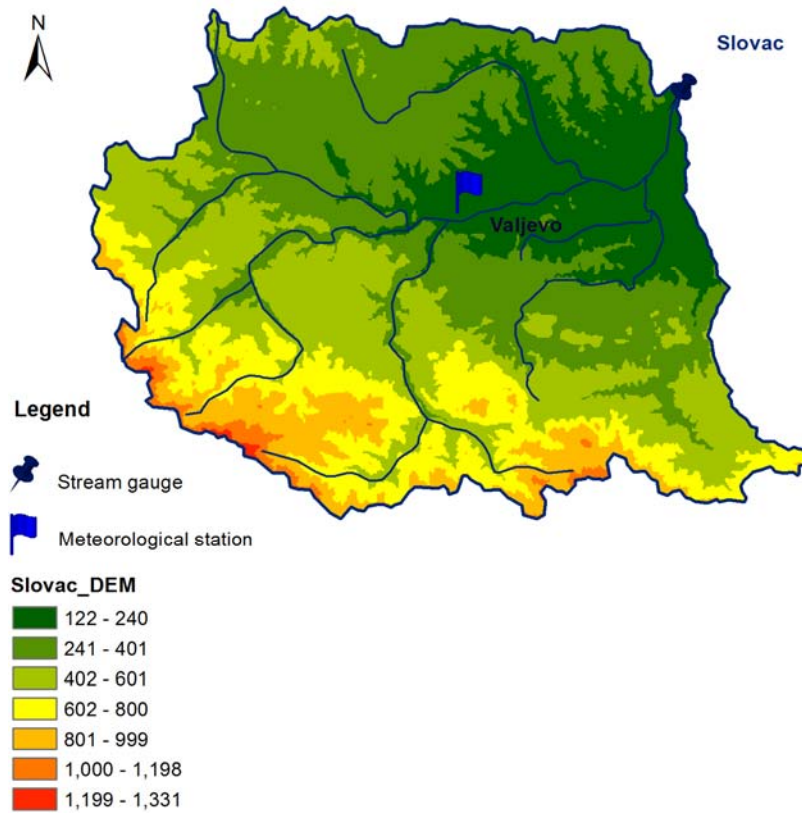 N
Slovac
Valjevo
Legend
Stream gauge
Meteorological station
Slovac_DEM
122 - 240
241 - 401
402 - 601
602 - 800
801 - 999
1,000 - 1,198
1,199 - 1,331